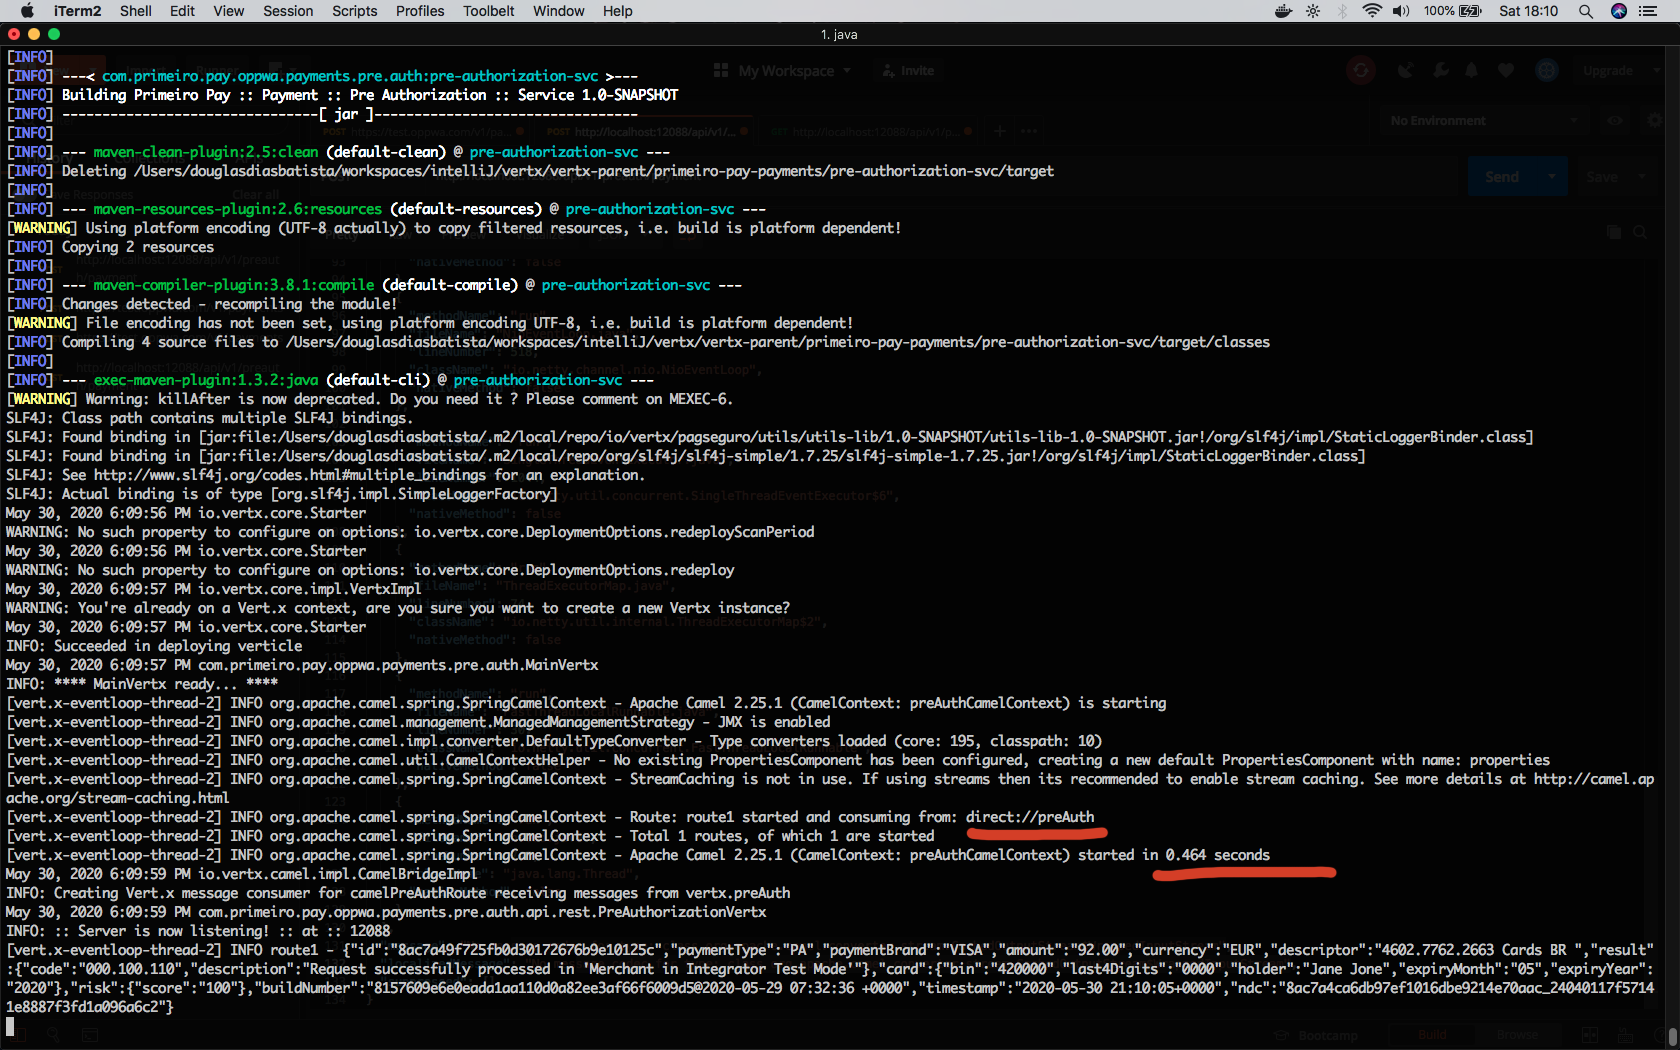 iTerm2 Shell Edit View Session Scripts Profiles Toolbelt Window Help 100% Sat 18:10
1. java
[INFO]
[INFO] ---< com.primeiro.pay.oppwa.payments.pre.auth:pre-authorization-svc >---
[INFO] Building Primeiro Pay :: Payment :: Pre Authorization :: Service 1.0-SNAPSHOT
[INFO] --------------------------------[ jar ]---------------------------------
[INFO]
[INFO] --- maven-clean-plugin:2.5:clean (default-clean) @ pre-authorization-svc ---
[INFO] Deleting /Users/douglasdiasbatista/workspaces/intelliJ/vertx/vertx-parent/primeiro-pay-payments/pre-authorization-svc/target
[INFO]
[INFO] --- maven-resources-plugin:2.6:resources (default-resources) @ pre-authorization-svc ---
[WARNING] Using platform encoding (UTF-8 actually) to copy filtered resources, i.e. build is platform dependent!
[INFO] Copying 2 resources
[INFO]
[INFO] --- maven-compiler-plugin:3.8.1:compile (default-compile) @ pre-authorization-svc ---
[INFO] Changes detected - recompiling the module!
[WARNING] File encoding has not been set, using platform encoding UTF-8, i.e. build is platform dependent!
[INFO] Compiling 4 source files to /Users/douglasdiasbatista/workspaces/intelliJ/vertx/vertx-parent/primeiro-pay-payments/pre-authorization-svc/target/classes
[INFO]
[INFO] --- exec-maven-plugin:1.3.2:java (default-cli) @ pre-authorization-svc ---
[WARNING] Warning: killAfter is now deprecated. Do you need it ? Please comment on MEXEC-6.
SLF4J: Class path contains multiple SLF4J bindings.
SLF4J: Found binding in [jar:file:/Users/douglasdiasbatista/.m2/local/repo/io/vertx/pagseguro/utils/utils-lib/1.0-SNAPSHOT/utils-lib-1.0-SNAPSHOT.jar!/org/slf4j/impl/StaticLoggerBinder.class]
SLF4J: Found binding in [jar:file:/Users/douglasdiasbatista/.m2/local/repo/org/slf4j/slf4j-simple/1.7.25/slf4j-simple-1.7.25.jar!/org/slf4j/impl/StaticLoggerBinder.class]
SLF4J: See http://www.slf4j.org/codes.html#multiple_bindings for an explanation.
SLF4J: Actual binding is of type [org.slf4j.impl.SimpleLoggerFactory]
May 30, 2020 6:09:56 PM io.vertx.core.Starter
WARNING: No such property to configure on options: io.vertx.core.DeploymentOptions.redeployScanPeriod
May 30, 2020 6:09:56 PM io.vertx.core.Starter
WARNING: No such property to configure on options: io.vertx.core.DeploymentOptions.redeploy
May 30, 2020 6:09:57 PM io.vertx.core.impl.VertxImpl
WARNING: You're already on a Vert.x context, are you sure you want to create a new Vertx instance?
May 30, 2020 6:09:57 PM io.vertx.core.Starter
INFO: Succeeded in deploying verticle
May 30, 2020 6:09:57 PM com.primeiro.pay.oppwa.payments.pre.auth.MainVertx
INFO: **** MainVertx ready... ****
[vert.x-eventloop-thread-2] INFO org.apache.camel.spring.SpringCamelContext - Apache Camel 2.25.1 (CamelContext: preAuthCamelContext) is starting
[vert.x-eventloop-thread-2] INFO org.apache.camel.management.ManagedManagementStrategy - JMX is enabled
[vert.x-eventloop-thread-2] INFO org.apache.camel.impl.converter.DefaultTypeConverter - Type converters loaded (core: 195, classpath: 10)
[vert.x-eventloop-thread-2] INFO org.apache.camel.util.CamelContextHelper - No existing PropertiesComponent has been configured, creating a new default PropertiesComponent with name: properties
[vert.x-eventloop-thread-2] INFO org.apache.camel.spring.SpringCamelContext - StreamCaching is not in use. If using streams then its recommended to enable stream caching. See more details at http://camel.ap
ache.org/stream-caching.html
[vert.x-eventloop-thread-2] INFO org.apache.camel.spring.SpringCamelContext - Route: route1 started and consuming from: direct://preAuth
[vert.x-eventloop-thread-2] INFO org.apache.camel.spring.SpringCamelContext - Total 1 routes, of which 1 are started
[vert.x-eventloop-thread-2] INFO org.apache.camel.spring.SpringCamelContext - Apache Camel 2.25.1 (CamelContext: preAuthCamelContext) started in 0.464 seconds
May 30, 2020 6:09:59 PM io.vertx.camel.impl.CamelBridgeImpl
INFO: Creating Vert.x message consumer for camelPreAuthRoute receiving messages from vertx.preAuth
May 30, 2020 6:09:59 PM com.primeiro.pay.oppwa.payments.pre.auth.api.rest.PreAuthorizationVertx
INFO: :: Server is now listening! :: at :: 12088
[vert.x-eventloop-thread-2] INFO route1 - {"id":"8ac7a49f725fb0d30172676b9e10125c","paymentType":"PA","paymentBrand":"VISA","amount":"92.00","currency":"EUR","descriptor":"4602.7762.2663 Cards BR ","result"
:{"code":"000.100.110","description":"Request successfully processed in 'Merchant in Integrator Test Mode'"},"card":{"bin":"420000","last4Digits":"0000","holder":"Jane Jone","expiryMonth":"05","expiryYear":
"2020"},"risk":{"score":"100"},"buildNumber":"8157609e6e0eada1aa110d0a82ee3af66f6009d5@2020-05-29 07:32:36 +0000","timestamp":"2020-05-30 21:10:05+0000","ndc":"8ac7a4ca6db97ef1016dbe9214e70aac_24040117f5714
1e8887f3fd1a096a6c2"}